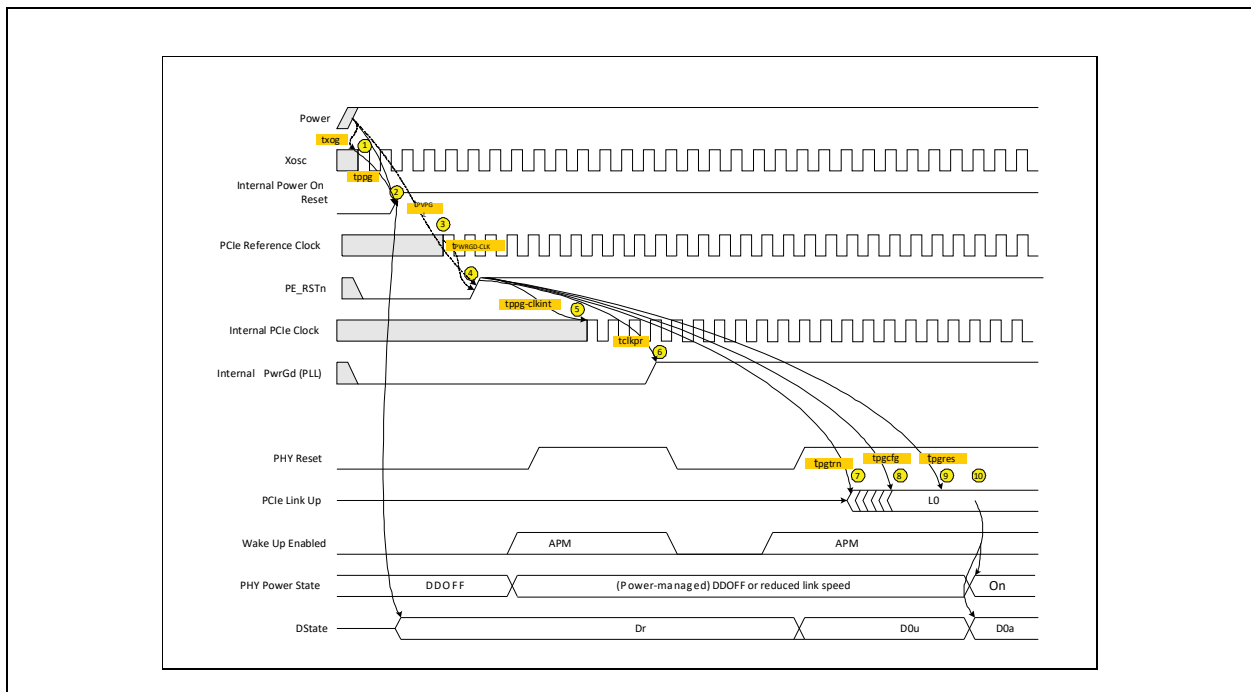 Power
txog
1
Xosc
tppg
Internal Power On
Reset
2
tPVPG
3
PCIe Reference Clock
tPWRGD-CLK
4
PE_RSTn
tppg-clkint
5
Internal PCIe Clock
tclkpr
6
Internal PwrGd (PLL)
PHY Reset
tpgtrn
tpgcfg
tpgres
7
8
9
10
PCIe Link Up
L0
Wake Up Enabled
APM
APM
PHY Power State
DDOFF
(Power-managed) DDOFF or reduced link speed
On
DState
Dr
D0u
D0a